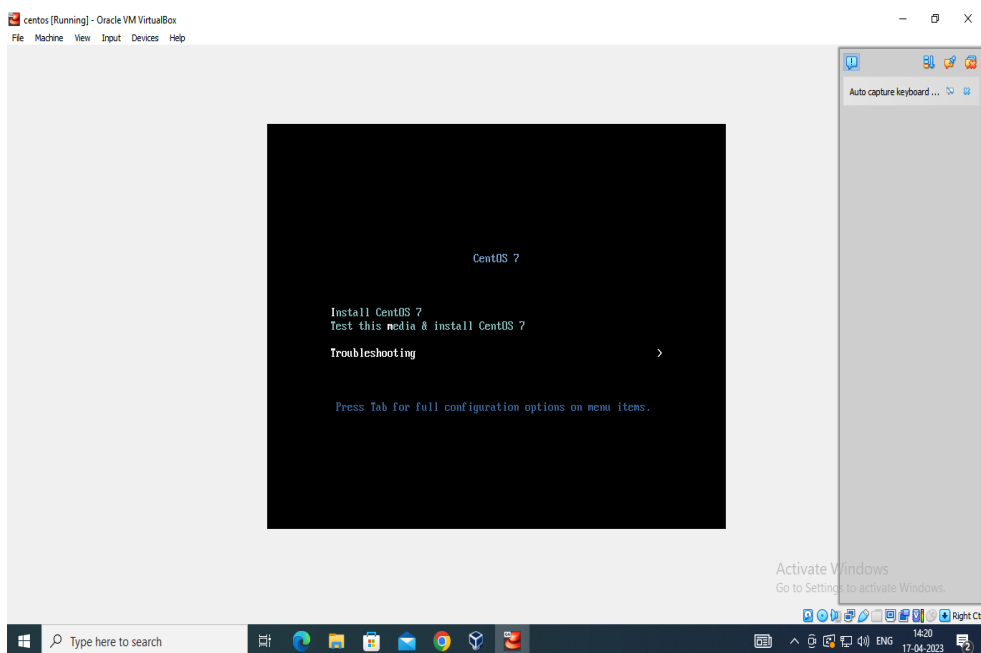 centos [Running] - Oracle VM VirtualBox
File Machine View Input Devices Help
Auto capture keyboard ...
CentOS 7
Install CentOS 7
Test this media & install CentOS 7
Troubleshooting >
Press Tab for full configuration options on menu items.
Activate Windows
Go to Settings to activate Windows.
Right Ct
Type here to search
ENG
14:20
17-04-2023
2